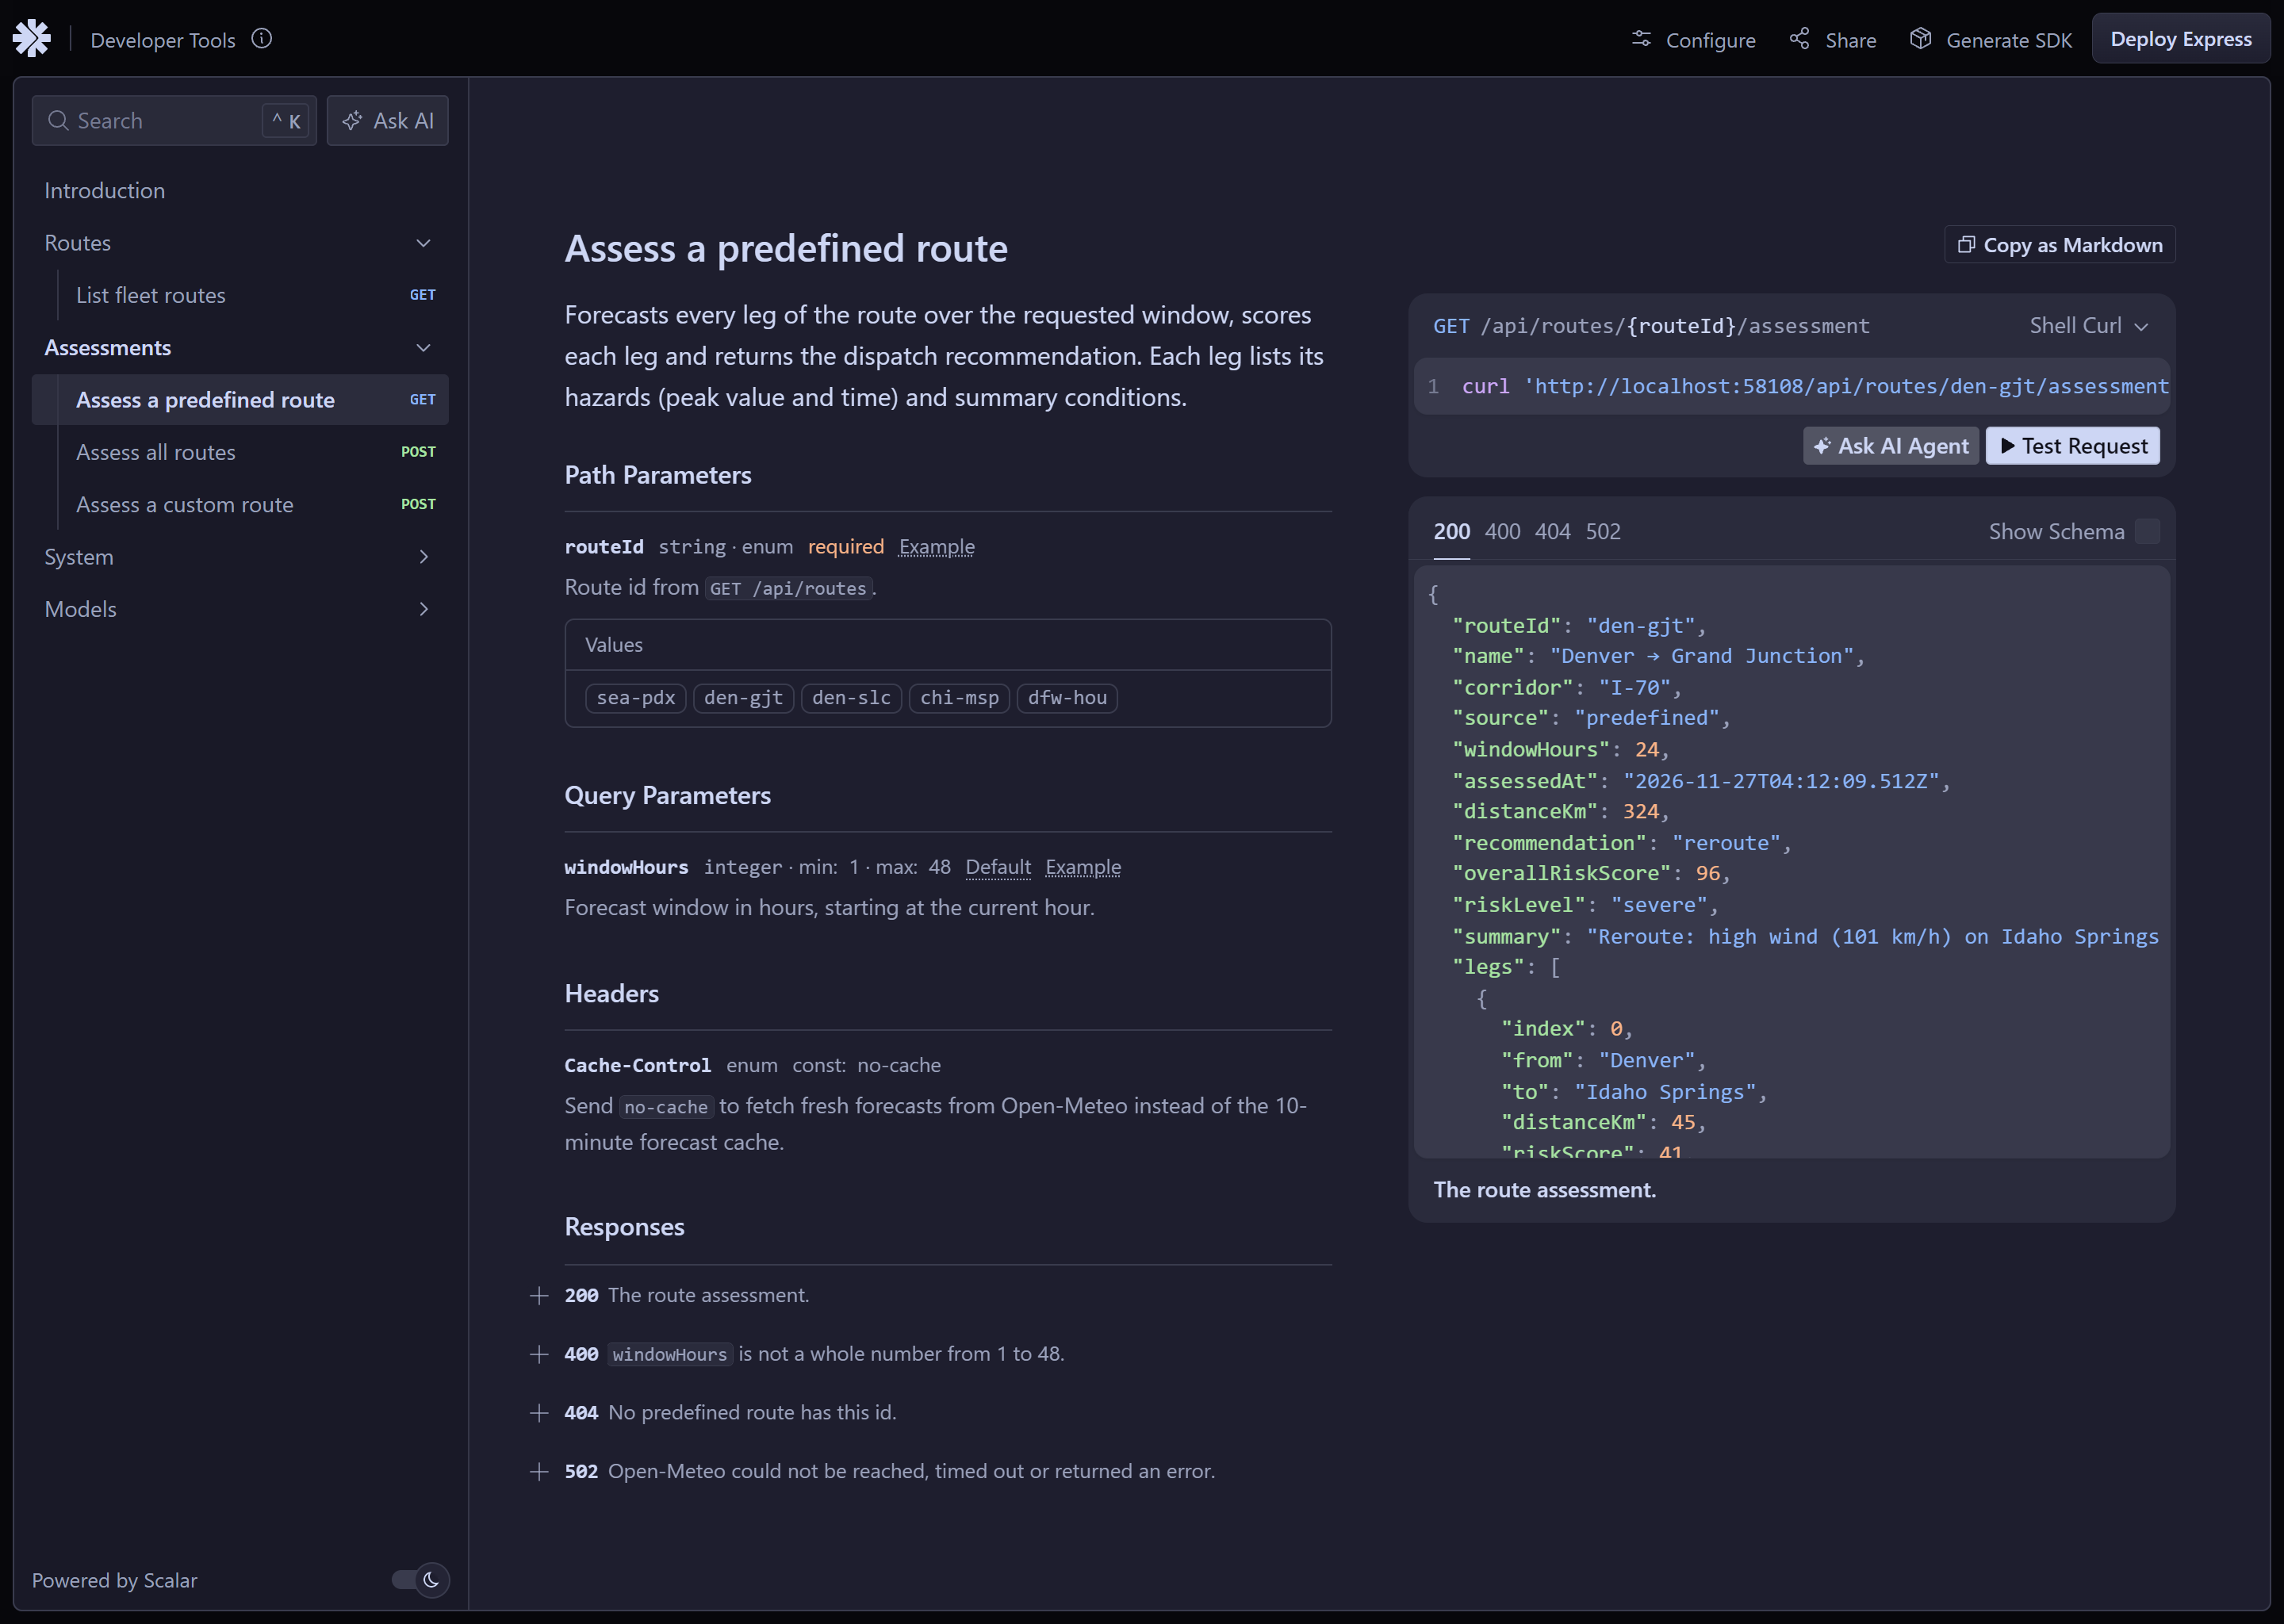 Developer Tools
Configure
Share
Generate SDK
Deploy Express
Search
^ K
Ask AI
Introduction
Routes
List fleet routes GET
Assessments
Assess a predefined route GET
Assess all routes POST
Assess a custom route POST
System
Models
Powered by Scalar
Assess a predefined route
Forecasts every leg of the route over the requested window, scores
each leg and returns the dispatch recommendation. Each leg lists its
hazards (peak value and time) and summary conditions.
Path Parameters
routeId string · enum required Example
Route id from GET /api/routes.
Values
sea-pdx den-gjt den-slc chi-msp dfw-hou
Query Parameters
windowHours integer · min: 1 · max: 48 Default Example
Forecast window in hours, starting at the current hour.
Headers
Cache-Control enum const: no-cache
Send no-cache to fetch fresh forecasts from Open-Meteo instead of the 10-
minute forecast cache.
Responses
200 The route assessment.
400 windowHours is not a whole number from 1 to 48.
404 No predefined route has this id.
502 Open-Meteo could not be reached, timed out or returned an error.
Copy as Markdown
GET /api/routes/{routeId}/assessment Shell Curl
1 curl 'http://localhost:58108/api/routes/den-gjt/assessment
Ask AI Agent
Test Request
200 400 404 502 Show Schema
{
"routeId": "den-gjt",
"name": "Denver → Grand Junction",
"corridor": "I-70",
"source": "predefined",
"windowHours": 24,
"assessedAt": "2026-11-27T04:12:09.512Z",
"distanceKm": 324,
"recommendation": "reroute",
"overallRiskScore": 96,
"riskLevel": "severe",
"summary": "Reroute: high wind (101 km/h) on Idaho Springs
"legs": [
{
"index": 0,
"from": "Denver",
"to": "Idaho Springs",
"distanceKm": 45,
"riskScore": 41
The route assessment.